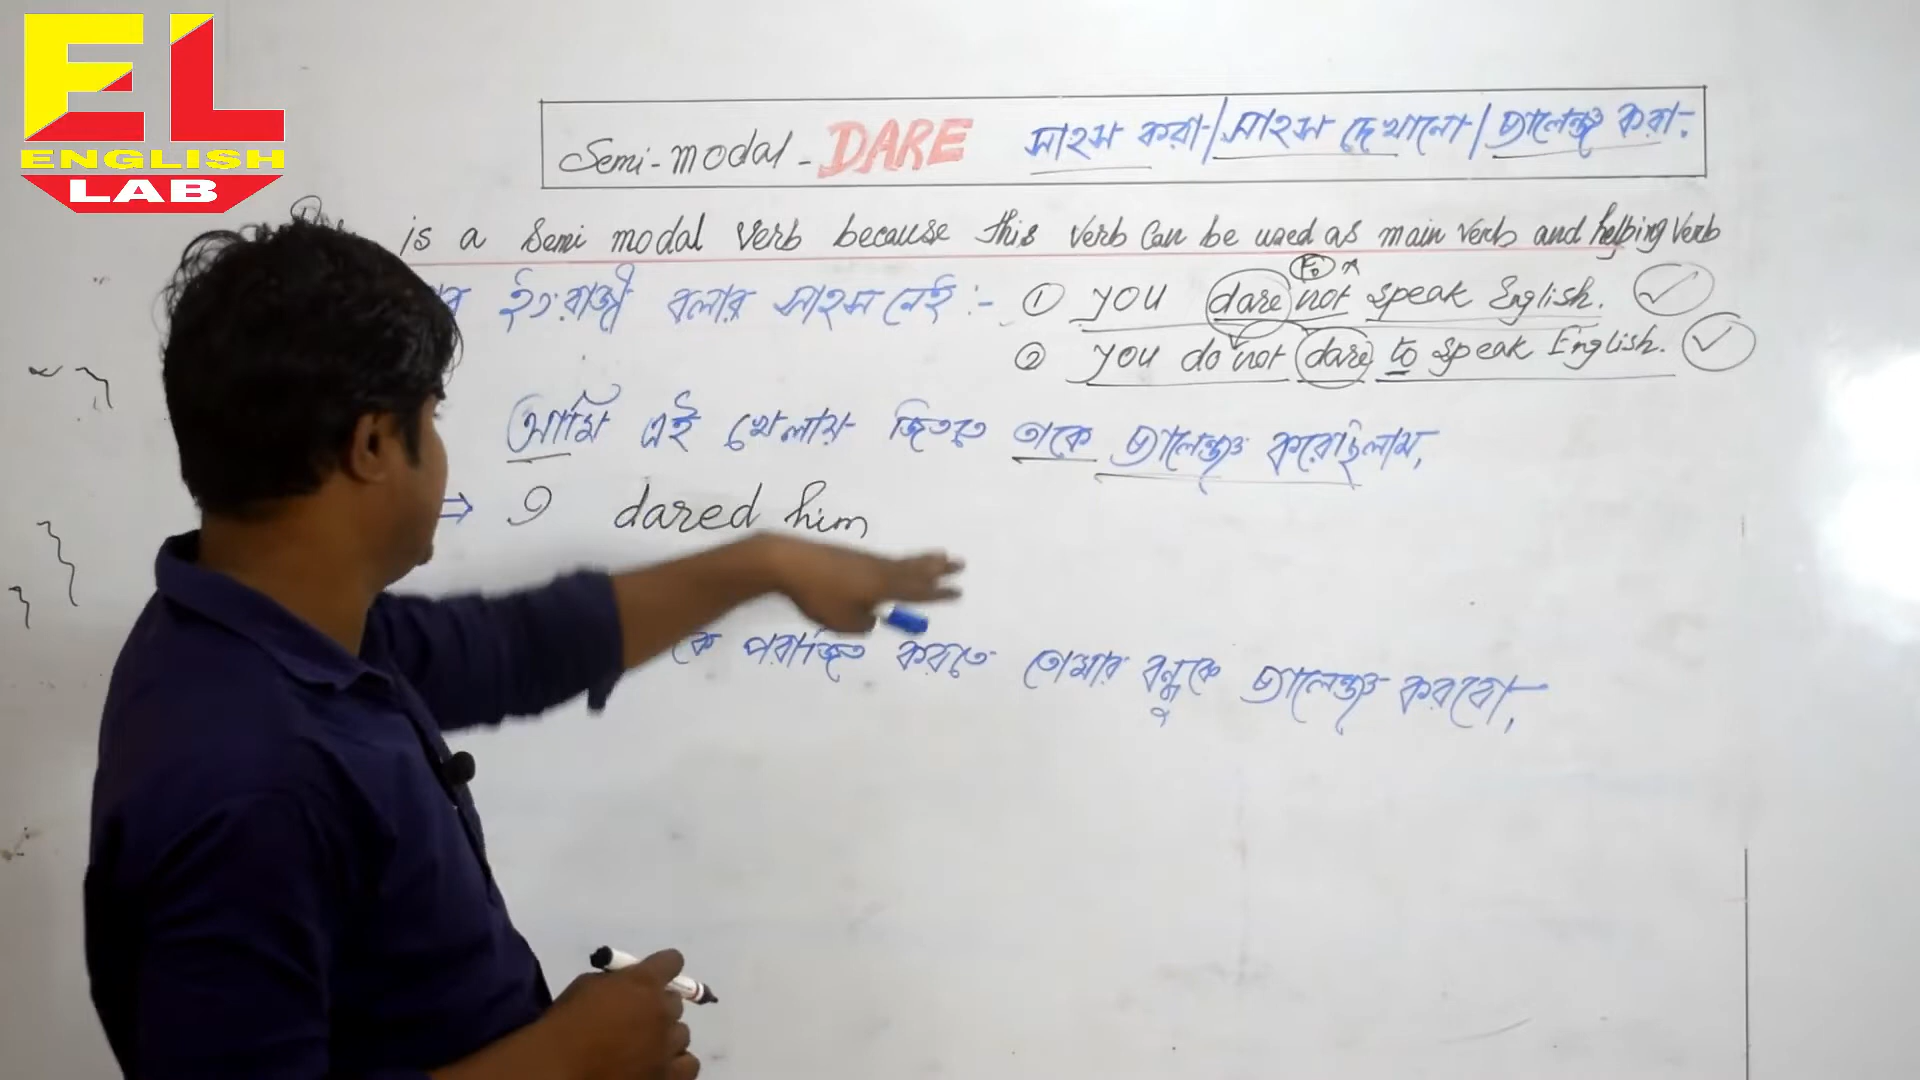 EL
ENGLISH
LAB
Semi-modal - DARE সাহস করা/সাহস দেখানো/চ্যালেঞ্জ করা.
is a semi modal verb because this verb can be used as main verb and helping verb
ইংরাজী বলার সাহস নেই :- ① you dare not speak English. ✓
To ×
② you do not dare to speak English. ✓
আমি এই খেলায় জিততে তাকে চ্যালেঞ্জ করেছিলাম,
⇒ I dared him
কে পরাজিত করতে তোমার বন্ধুকে চ্যালেঞ্জ করবো,